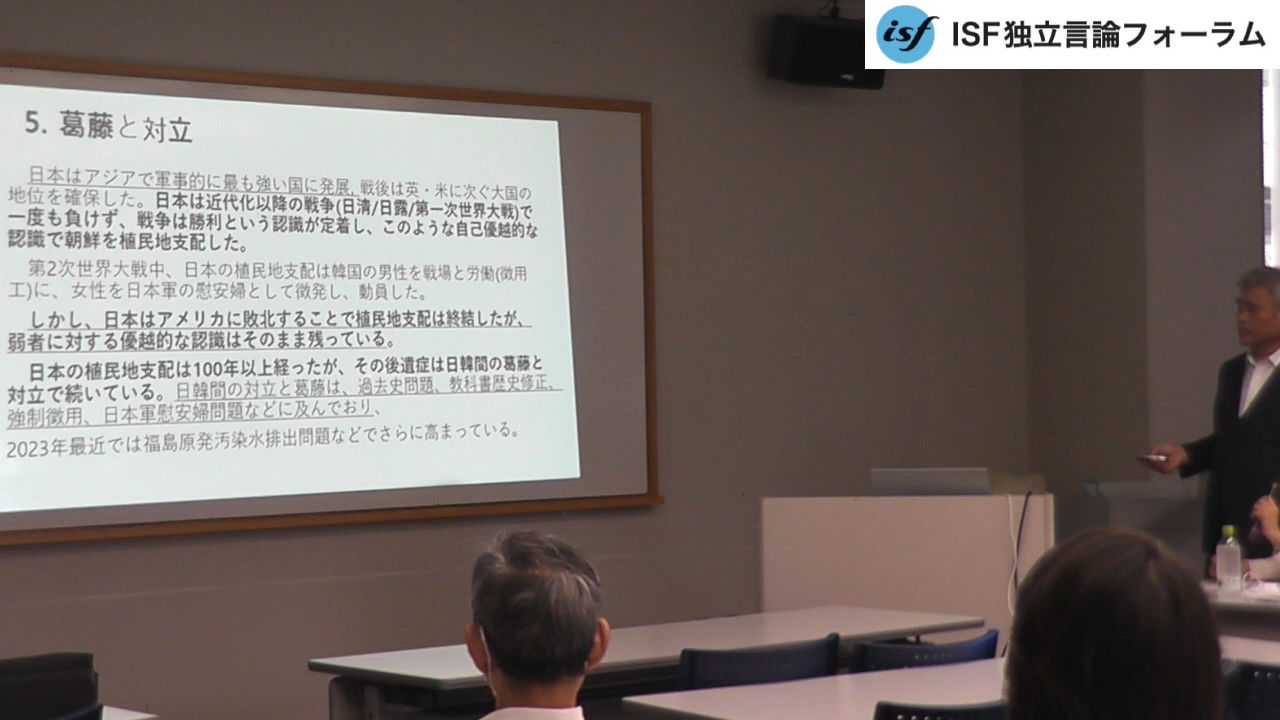 isf ISF独立言論フォーラム
5. 葛藤と対立
日本はアジアで軍事的に最も強い国に発展, 戦後は英・米に次ぐ大国の
地位を確保した。日本は近代化以降の戦争(日清/日露/第一次世界大戦)で
一度も負けず、戦争は勝利という認識が定着し、このような自己優越的な
認識で朝鮮を植民地支配した。
第2次世界大戦中、日本の植民地支配は韓国の男性を戦場と労働(徴用
工)に、女性を日本軍の慰安婦として徴発し、動員した。
しかし、日本はアメリカに敗北することで植民地支配は終結したが、
弱者に対する優越的な認識はそのまま残っている。
日本の植民地支配は100年以上経ったが、その後遺症は日韓間の葛藤と
対立で続いている。日韓間の対立と葛藤は、過去史問題、教科書歴史修正、
強制徴用、日本軍慰安婦問題などに及んでおり、
2023年最近では福島原発汚染水排出問題などでさらに高まっている。